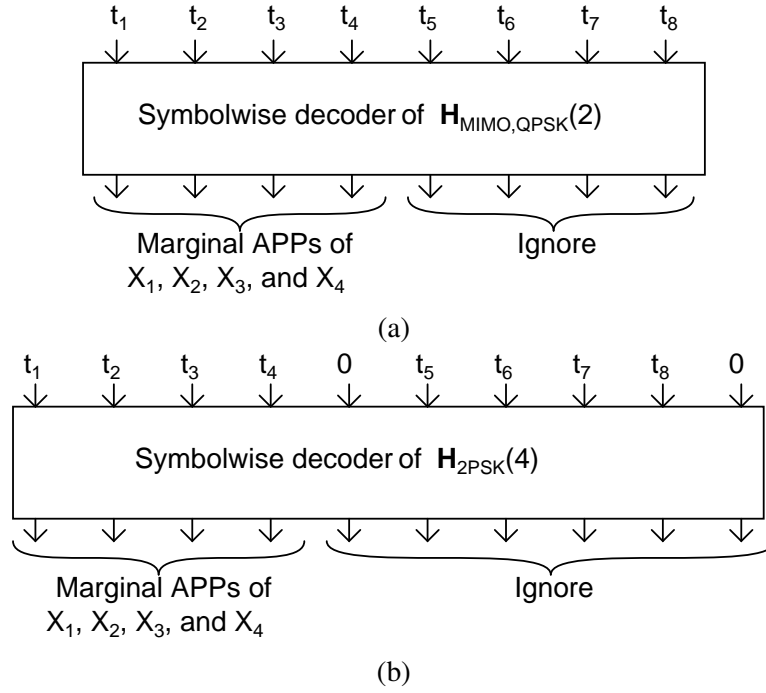 t₁ t₂ t₃ t₄ t₅ t₆ t₇ t₈
Symbolwise decoder of H_MIMO,QPSK(2)
Marginal APPs of Ignore
X₁, X₂, X₃, and X₄
(a)
t₁ t₂ t₃ t₄ 0 t₅ t₆ t₇ t₈ 0
Symbolwise decoder of H_2PSK(4)
Marginal APPs of Ignore
X₁, X₂, X₃, and X₄
(b)